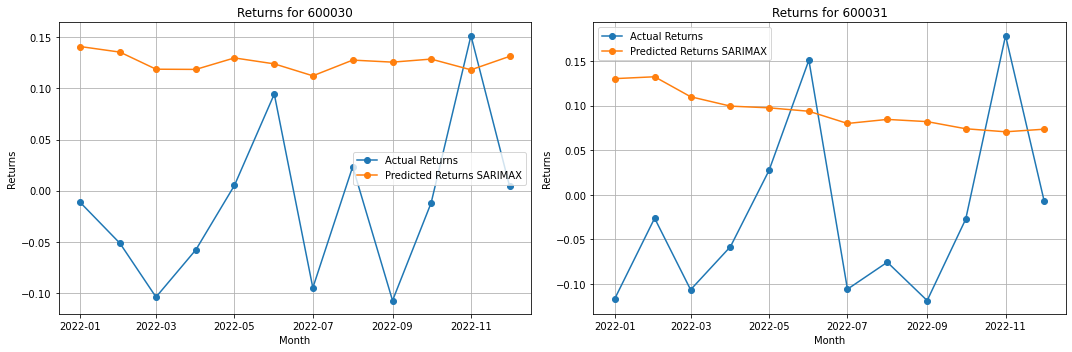 Returns for 600030
Returns
0.15
0.10
0.05
0.00
−0.05
−0.10
Actual Returns
Predicted Returns SARIMAX
2022-01
2022-03
2022-05
2022-07
2022-09
2022-11
Month
Returns for 600031
Returns
0.15
0.10
0.05
0.00
−0.05
−0.10
Actual Returns
Predicted Returns SARIMAX
2022-01
2022-03
2022-05
2022-07
2022-09
2022-11
Month